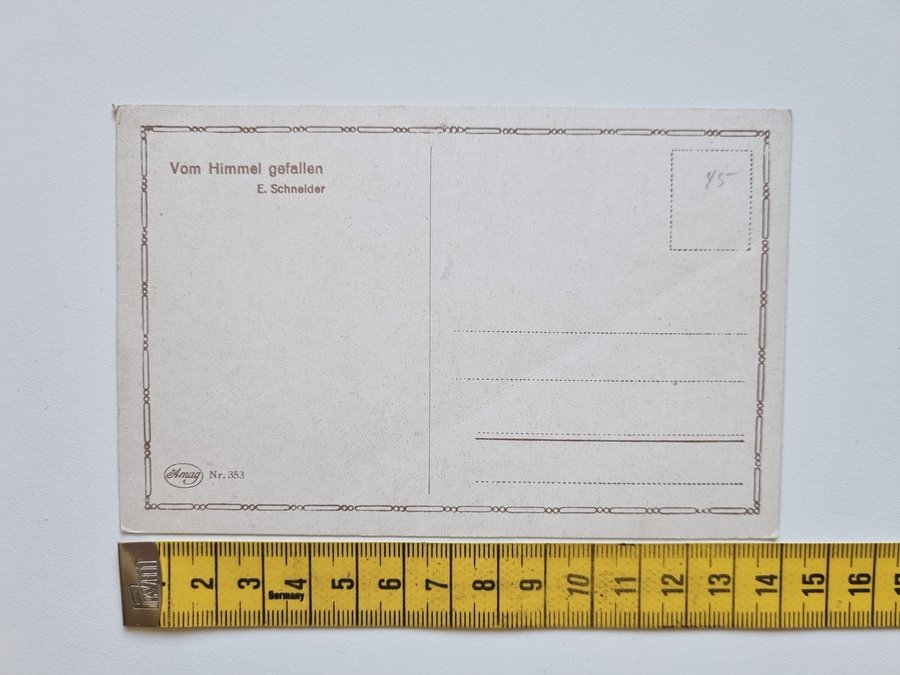 Vom Himmel gefallen
E. Schneider
45
Amag Nr. 353
2 3 4 5 6 7 8 9 10 11 12 13 14 15 16
Germany